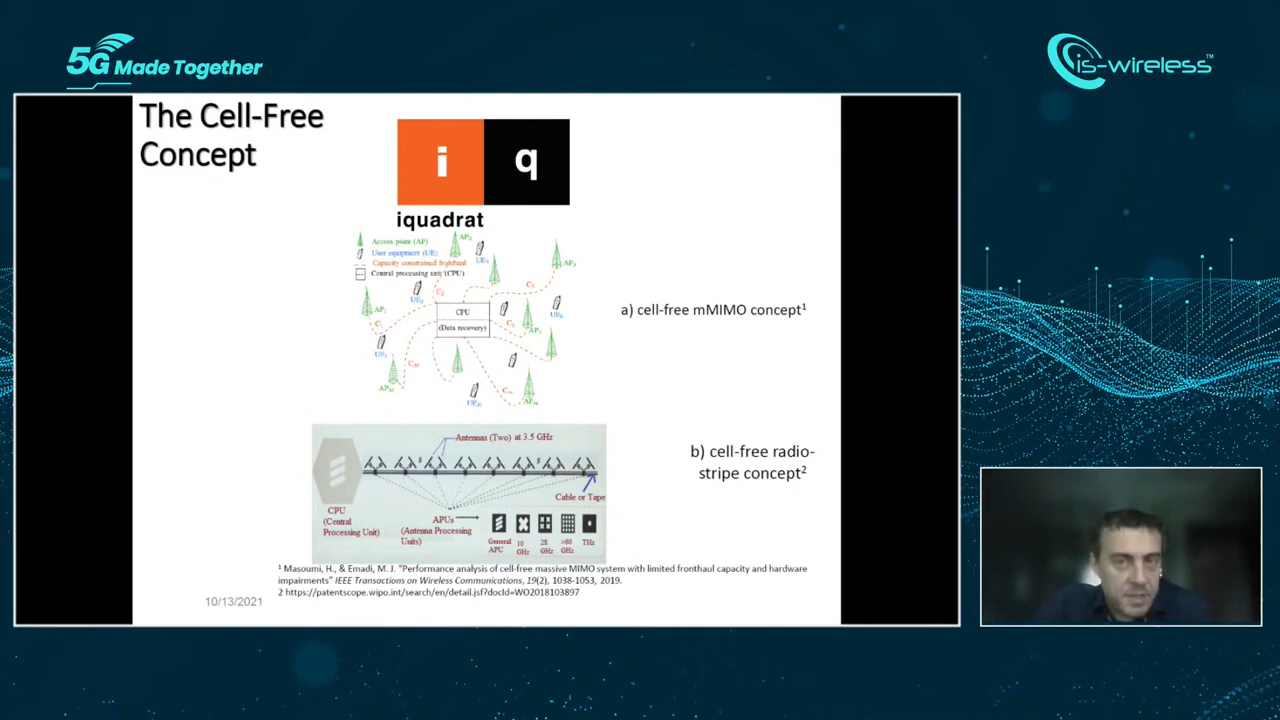 5G Made Together
is-wireless™
The Cell-Free
Concept
i q
iquadrat
Access point (AP)
User equipment (UE)
Capacity constrained fronthaul
Central processing unit (CPU)
CPU
(Data recovery)
a) cell-free mMIMO concept¹
Antennas (Two) at 3.5 GHz
Cable or Tape
CPU
(Central
Processing Unit)
APUs
(Antenna Processing
Units)
General
APU
10
GHz
28
GHz
>60
GHz
THz
b) cell-free radio-
stripe concept²
¹ Masoumi, H., & Emadi, M. J. "Performance analysis of cell-free massive MIMO system with limited fronthaul capacity and hardware
impairments" IEEE Transactions on Wireless Communications, 19(2), 1038-1053, 2019.
2 https://patentscope.wipo.int/search/en/detail.jsf?docId=WO2018103897
10/13/2021